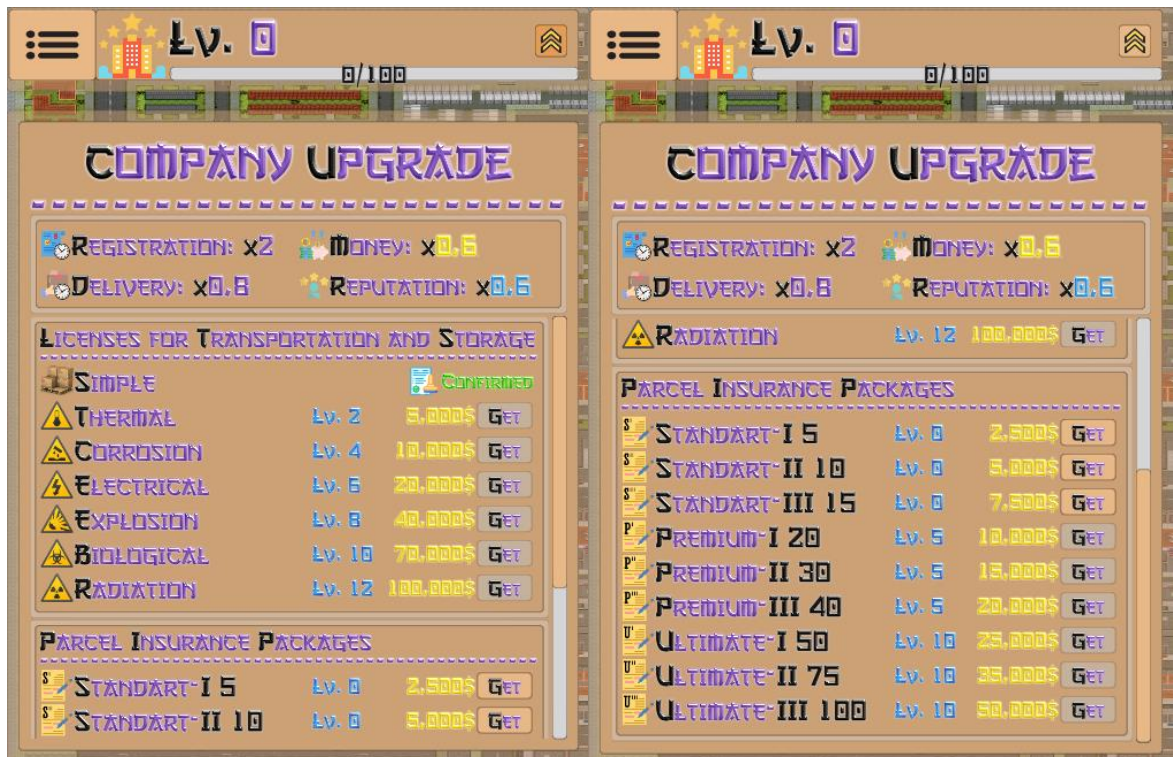 Lv. 0
0/100
Company Upgrade
Registration: x2 Money: x0.6
Delivery: x0.8 Reputation: x0.6
Licenses for Transportation and Storage
Simple Confirmed
Thermal Lv. 2 5.000$ Get
Corrosion Lv. 4 10.000$ Get
Electrical Lv. 6 20.000$ Get
Explosion Lv. 8 40.000$ Get
Biological Lv. 10 70.000$ Get
Radiation Lv. 12 100.000$ Get
Parcel Insurance Packages
S' Standart-I 5 Lv. 0 2.500$ Get
S'' Standart-II 10 Lv. 0 5.000$ Get
Lv. 0
0/100
Company Upgrade
Registration: x2 Money: x0.6
Delivery: x0.8 Reputation: x0.6
Radiation Lv. 12 100.000$ Get
Parcel Insurance Packages
S' Standart-I 5 Lv. 0 2.500$ Get
S'' Standart-II 10 Lv. 0 5.000$ Get
S''' Standart-III 15 Lv. 0 7.500$ Get
P' Premium-I 20 Lv. 5 10.000$ Get
P'' Premium-II 30 Lv. 5 15.000$ Get
P''' Premium-III 40 Lv. 5 20.000$ Get
U' Ultimate-I 50 Lv. 10 25.000$ Get
U'' Ultimate-II 75 Lv. 10 35.000$ Get
U''' Ultimate-III 100 Lv. 10 50.000$ Get